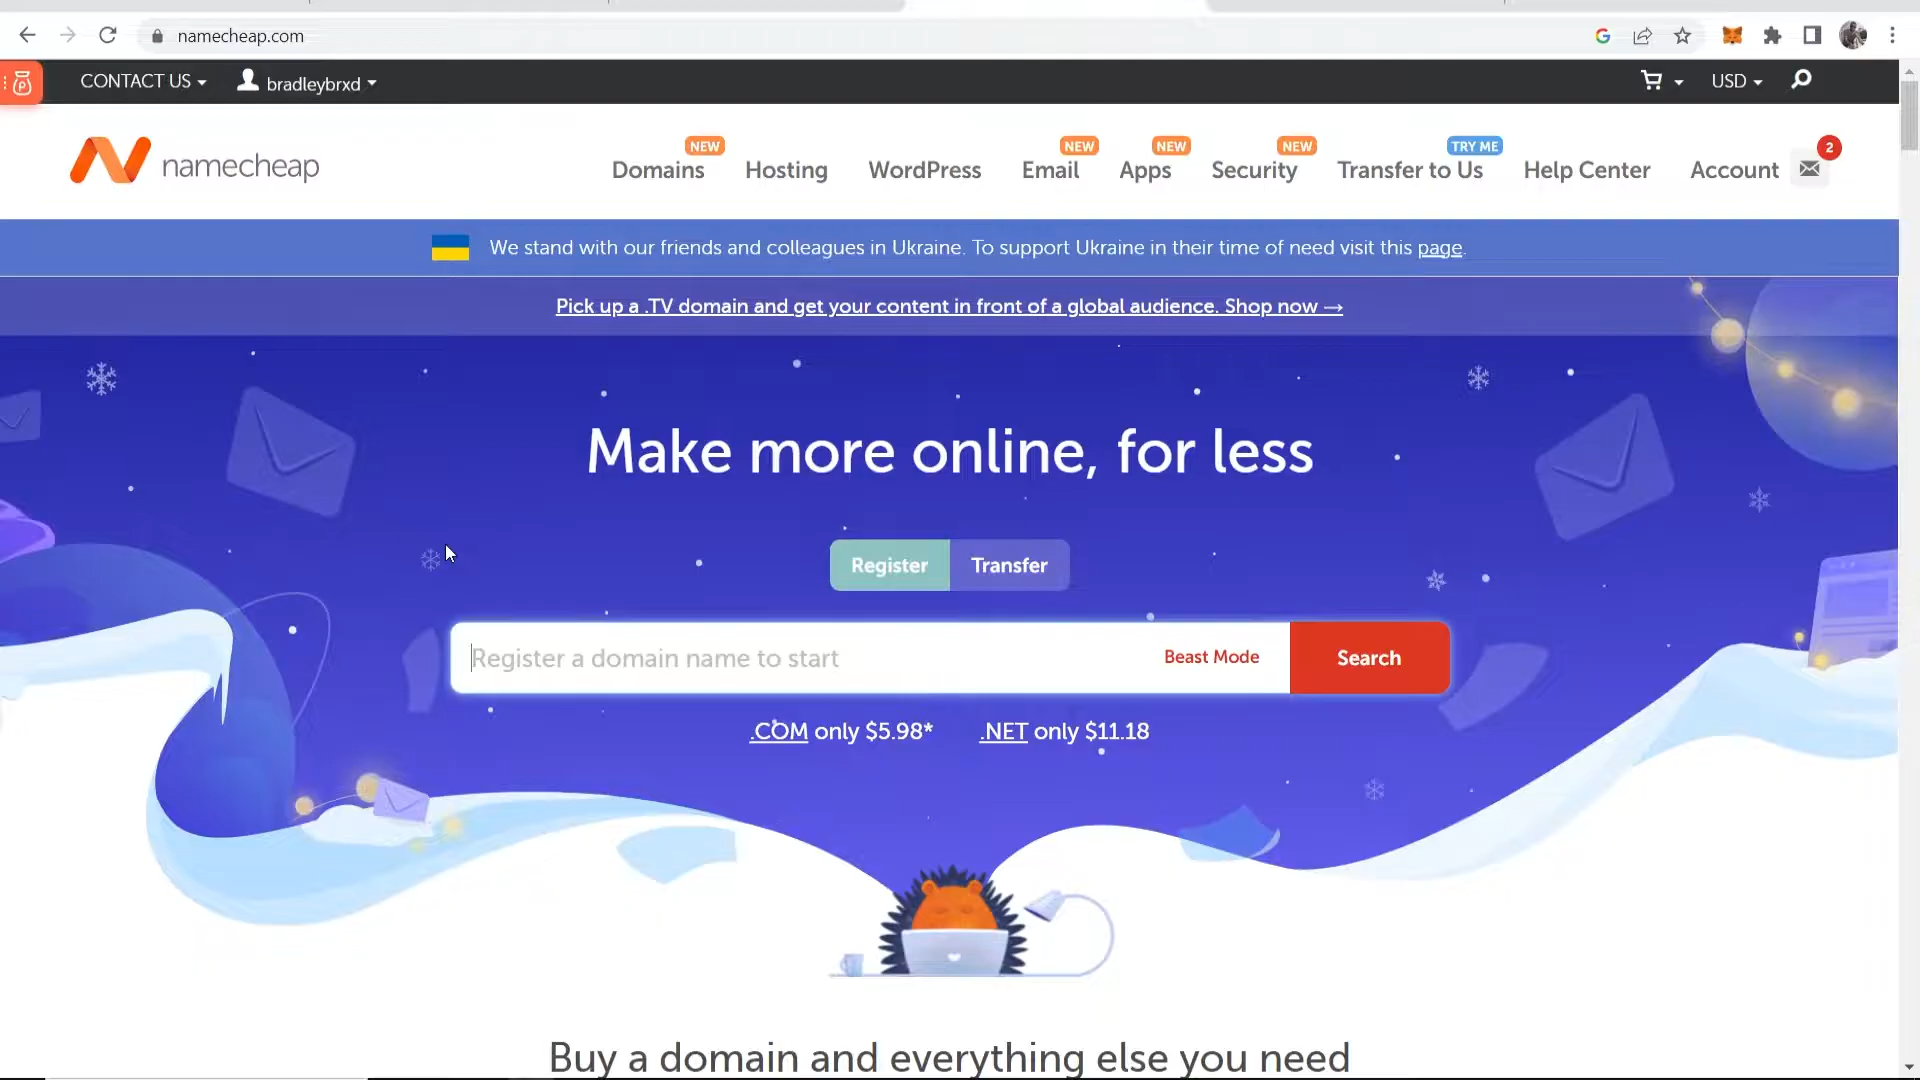 namecheap.com
CONTACT US
bradleybrxd
USD
namecheap
NEW
NEW
NEW
NEW
TRY ME
2
Domains
Hosting
WordPress
Email
Apps
Security
Transfer to Us
Help Center
Account
We stand with our friends and colleagues in Ukraine. To support Ukraine in their time of need visit this page.
Pick up a .TV domain and get your content in front of a global audience. Shop now →
Make more online, for less
Register
Transfer
Register a domain name to start
Beast Mode
Search
.COM only $5.98*
.NET only $11.18
Buy a domain and everything else you need